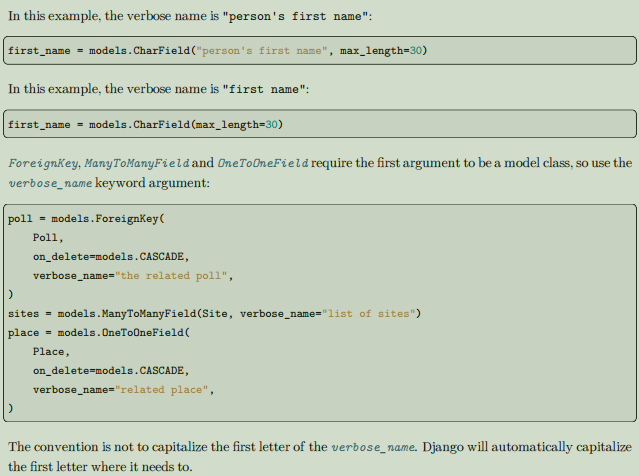 In this example, the verbose name is "person's first name":
first_name = models.CharField("person's first name", max_length=30)
In this example, the verbose name is "first name":
first_name = models.CharField(max_length=30)
ForeignKey, ManyToManyField and OneToOneField require the first argument to be a model class, so use the
verbose_name keyword argument:
poll = models.ForeignKey(
    Poll,
    on_delete=models.CASCADE,
    verbose_name="the related poll",
)
sites = models.ManyToManyField(Site, verbose_name="list of sites")
place = models.OneToOneField(
    Place,
    on_delete=models.CASCADE,
    verbose_name="related place",
)
The convention is not to capitalize the first letter of the verbose_name. Django will automatically capitalize
the first letter where it needs to.